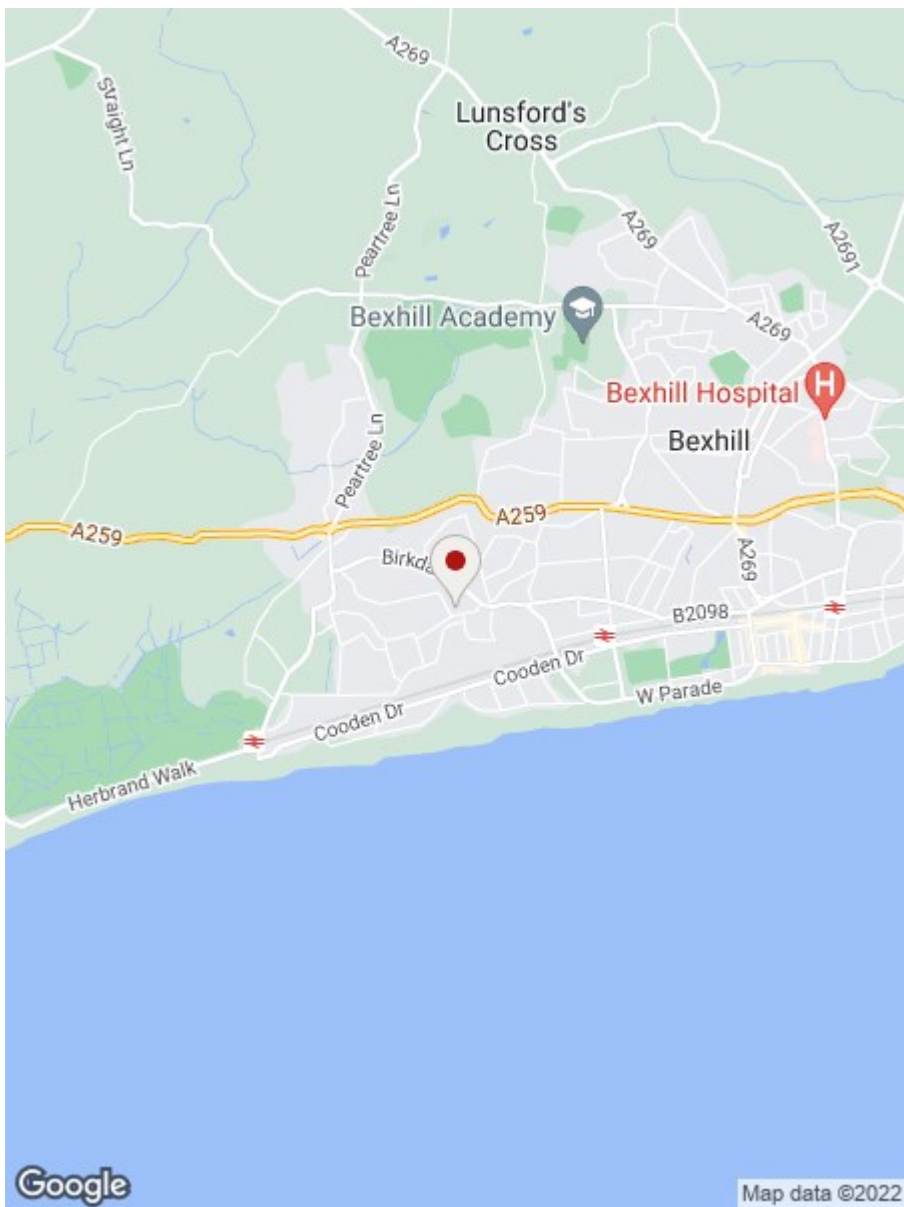 A269
Lunsford's
Cross
Straight Ln
Peartree Ln
A269
A2691
Bexhill Academy
A269
Bexhill Hospital
H
Bexhill
Peartree Ln
A259
A259
A269
B2098
Cooden Dr
W Parade
Cooden Dr
Herbrand Walk
Google
Map data ©2022